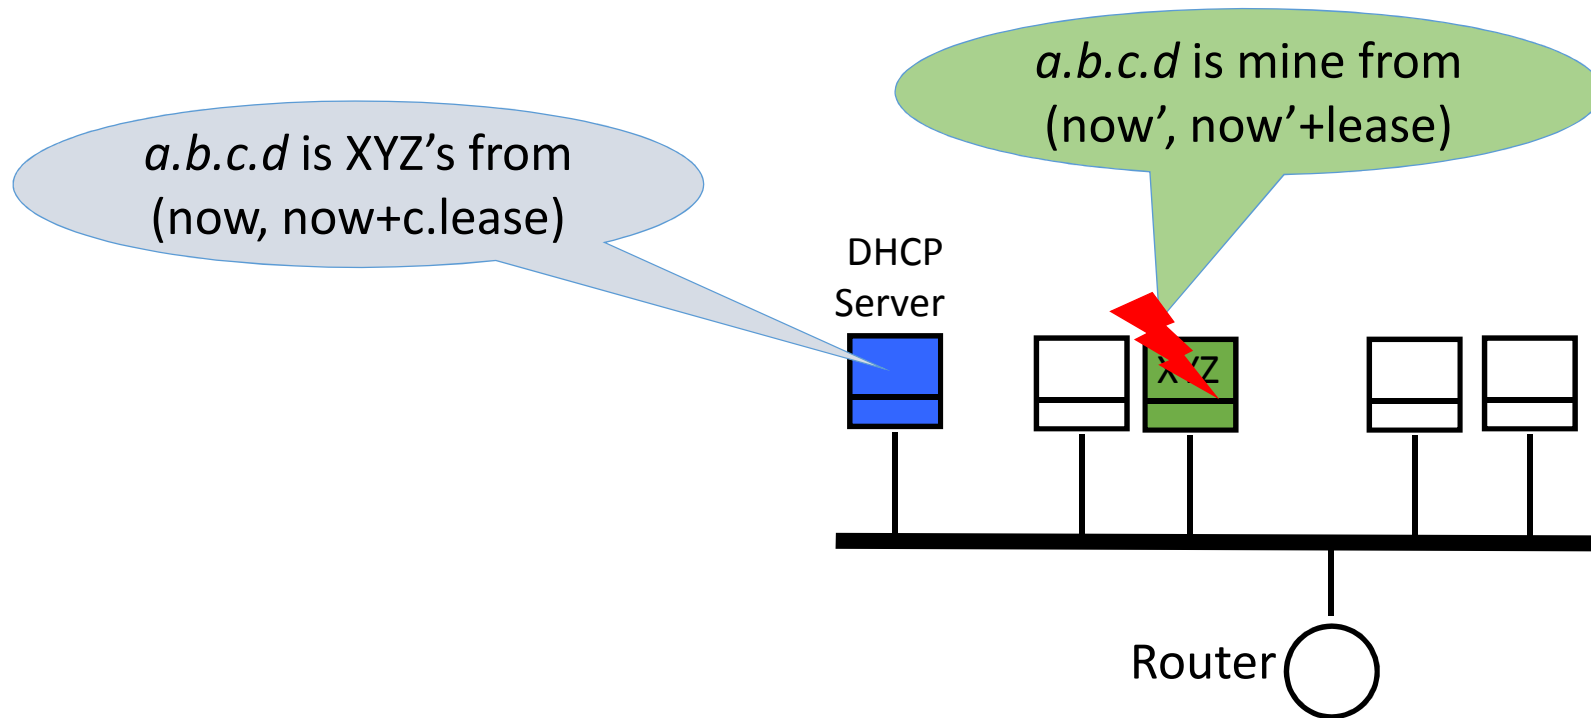 a.b.c.d is mine from
(now’, now’+lease)
a.b.c.d is XYZ’s from
(now, now+c.lease)
DHCP
Server
XYZ
Router